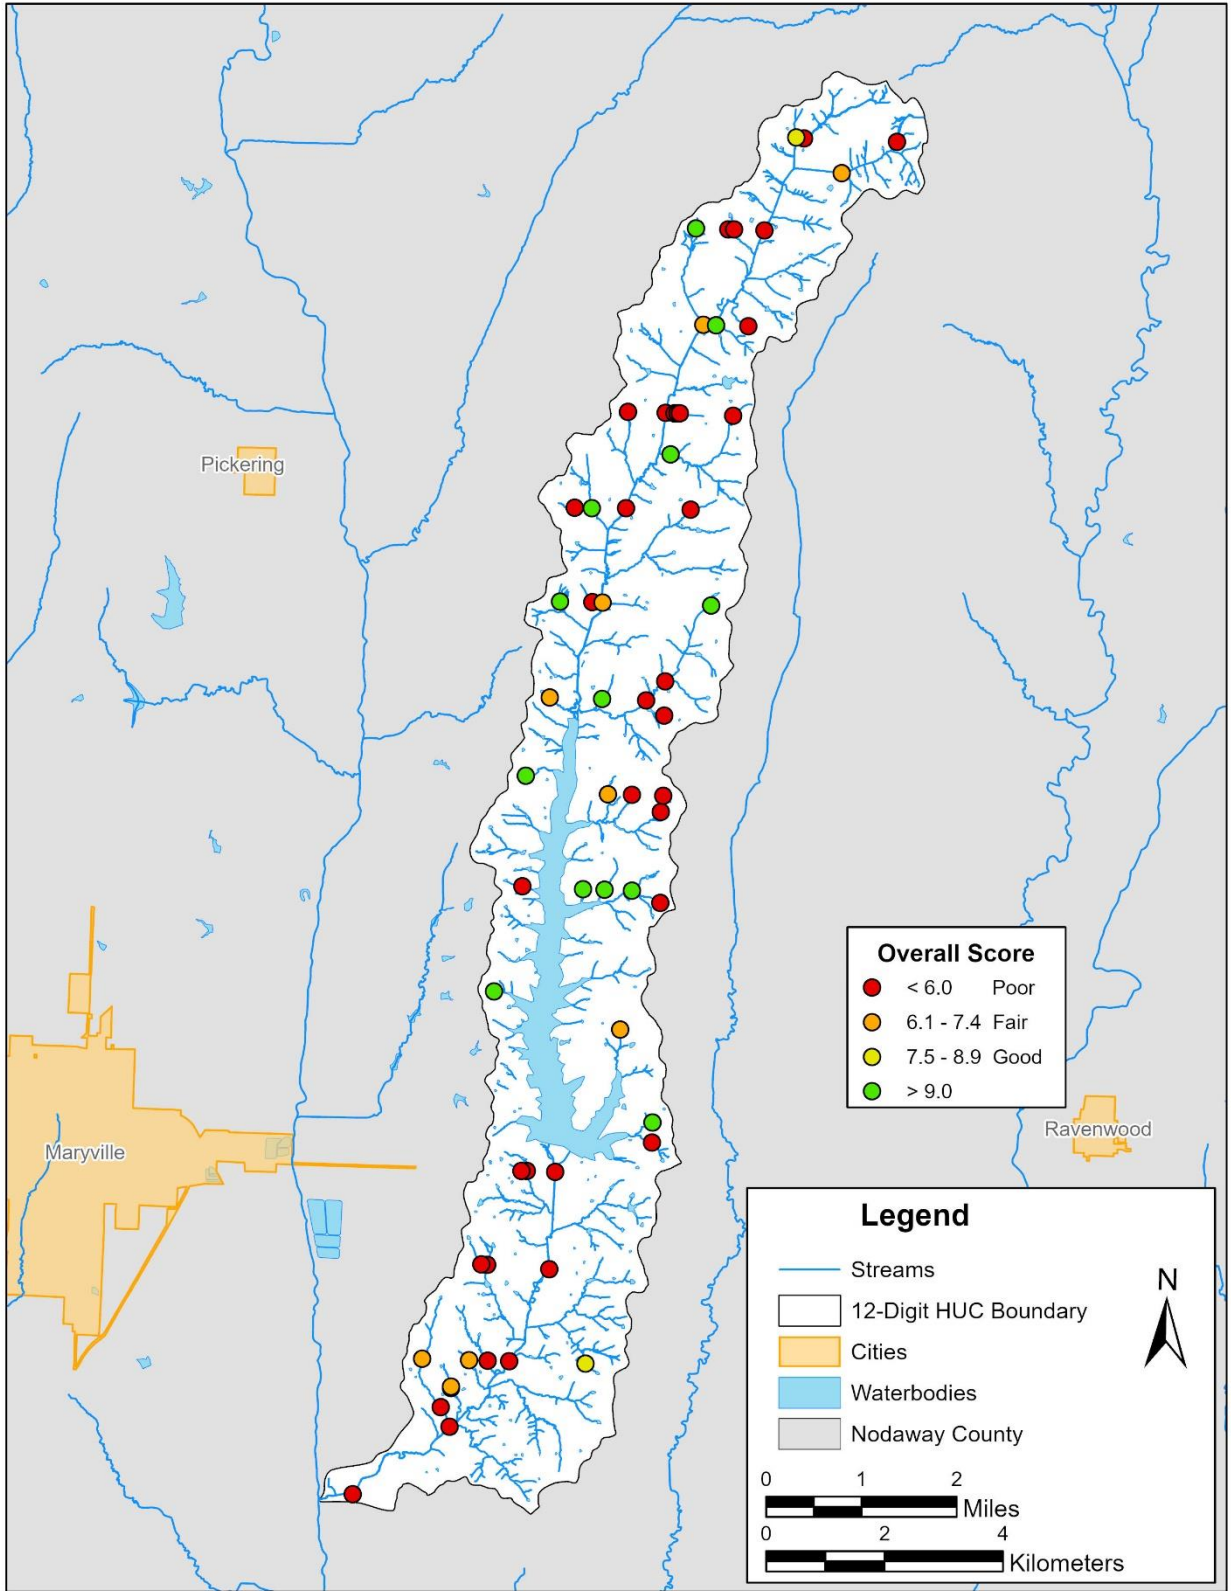 Pickering
Overall Score
< 6.0 Poor
6.1 - 7.4 Fair
7.5 - 8.9 Good
> 9.0
Ravenwood
Maryville
Legend
Streams
12-Digit HUC Boundary
Cities
Waterbodies
Nodaway County
N
0 1 2
Miles
0 2 4
Kilometers